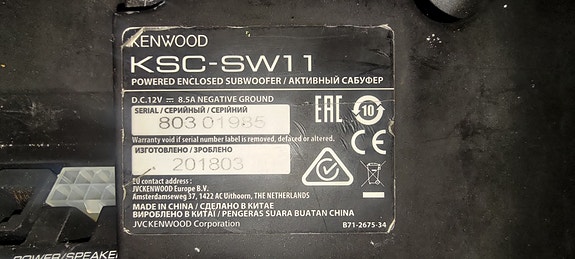 KENWOOD
KSC-SW11
POWERED ENCLOSED SUBWOOFER / АКТИВНЫЙ САБУФЕР
D.C.12V ⎓ 8.5A NEGATIVE GROUND
SERIAL / СЕРИЙНЫЙ / СЕРІЙНИЙ
803 01985
Warranty void if serial number label is removed, defaced or altered.
ИЗГОТОВЛЕНО / ЗРОБЛЕНО
201803
EAC
10
CE
EU contact address :
JVCKENWOOD Europe B.V.
Amsterdamseweg 37, 1422 AC Uithoorn, THE NETHERLANDS
MADE IN CHINA / СДЕЛАНО В КИТАЕ
ВИРОБЛЕНО В КИТАЇ / PENGERAS SUARA BUATAN CHINA
JVCKENWOOD Corporation
B71-2675-34
POWER/SPEAKE